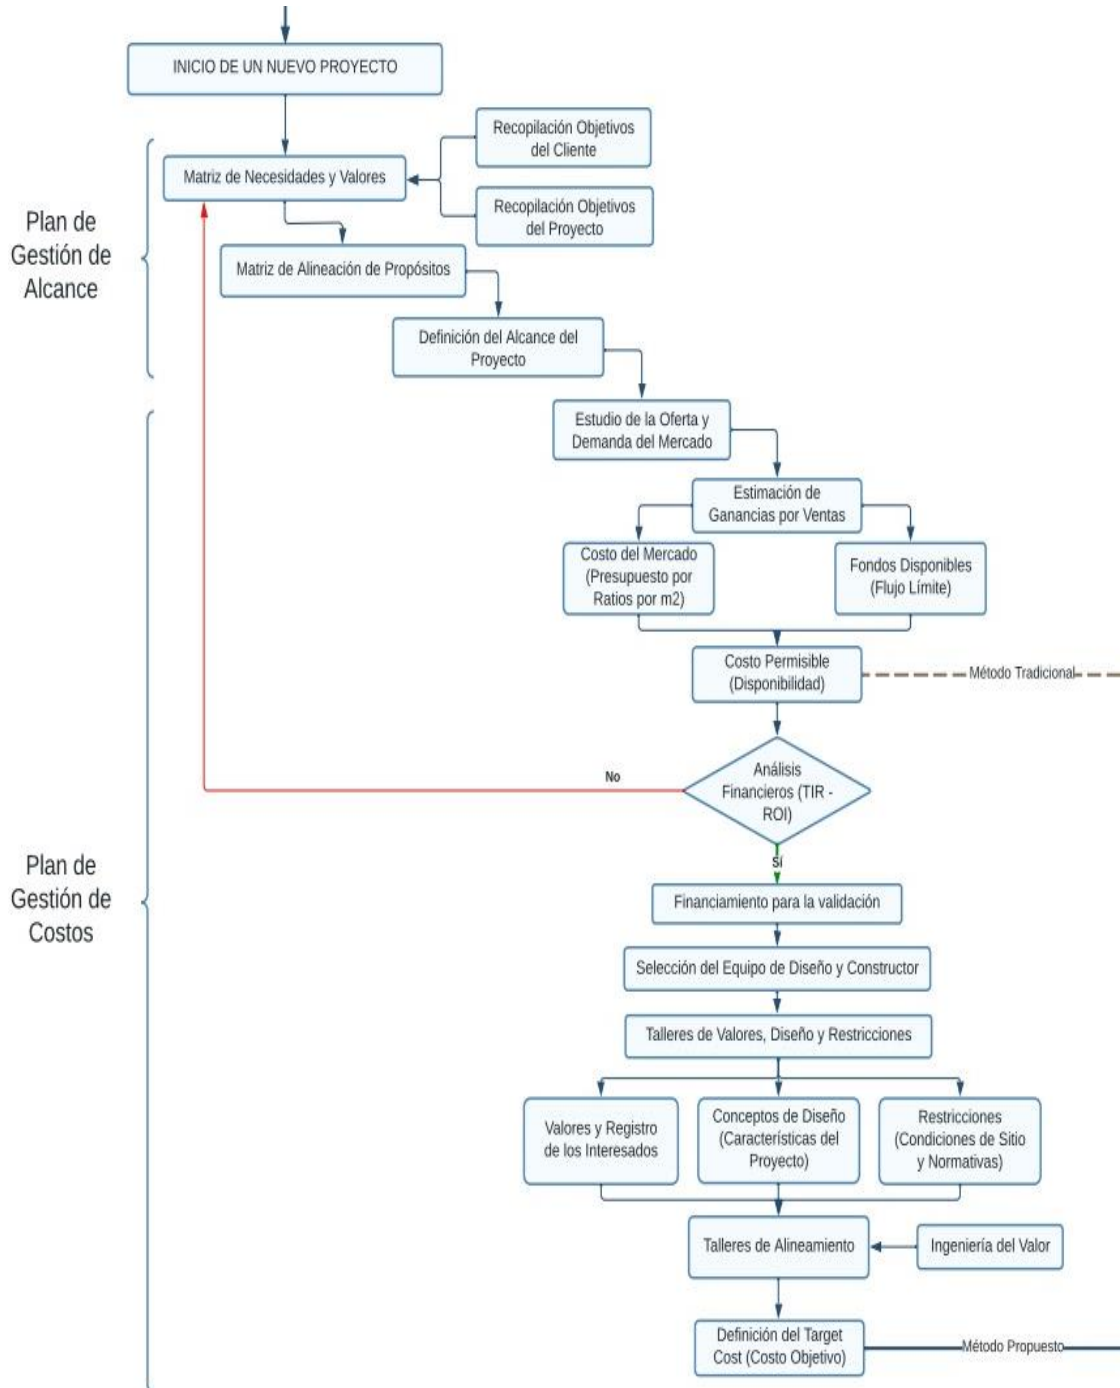 INICIO DE UN NUEVO PROYECTO
Recopilación Objetivos
del Cliente
Matriz de Necesidades y Valores
Recopilación Objetivos
del Proyecto
Plan de
Gestión de
Alcance
Matriz de Alineación de Propósitos
Definición del Alcance del
Proyecto
Estudio de la Oferta y
Demanda del Mercado
Estimación de
Ganancias por Ventas
Costo del Mercado
(Presupuesto por
Ratios por m2)
Fondos Disponibles
(Flujo Límite)
Costo Permisible
(Disponibilidad)
Método Tradicional
Análisis
Financieros (TIR -
ROI)
No
Sí
Plan de
Gestión de
Costos
Financiamiento para la validación
Selección del Equipo de Diseño y Constructor
Talleres de Valores, Diseño y Restricciones
Valores y Registro
de los Interesados
Conceptos de Diseño
(Características del
Proyecto)
Restricciones
(Condiciones de Sitio
y Normativas)
Talleres de Alineamiento
Ingeniería del Valor
Definición del Target
Cost (Costo Objetivo)
Método Propuesto